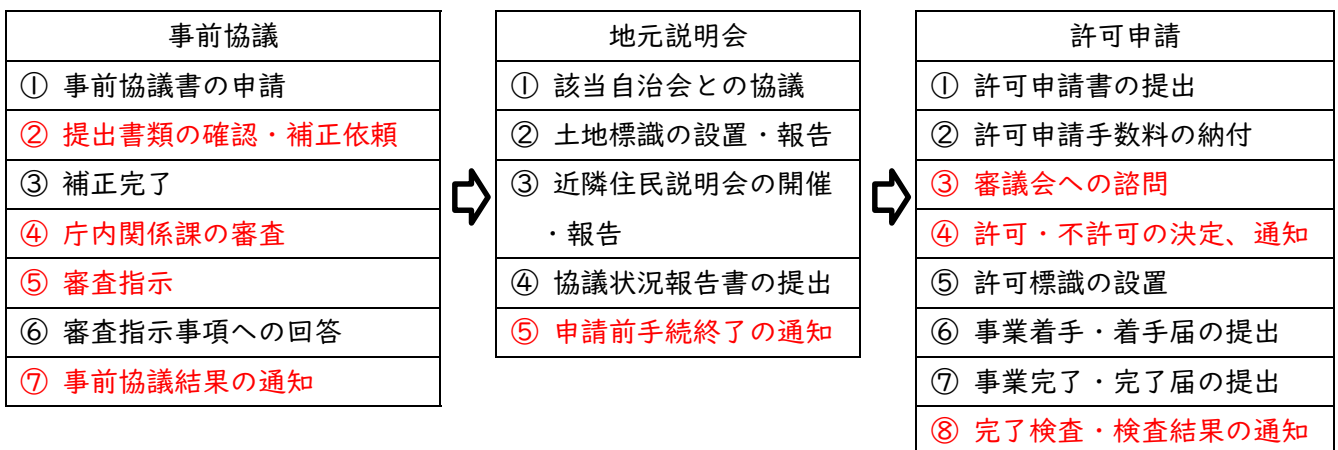 事前協議
① 事前協議書の申請
② 提出書類の確認・補正依頼
③ 補正完了
④ 庁内関係課の審査
⑤ 審査指示
⑥ 審査指示事項への回答
⑦ 事前協議結果の通知
地元説明会
① 該当自治会との協議
② 土地標識の設置・報告
③ 近隣住民説明会の開催
・報告
④ 協議状況報告書の提出
⑤ 申請前手続終了の通知
許可申請
① 許可申請書の提出
② 許可申請手数料の納付
③ 審議会への諮問
④ 許可・不許可の決定、通知
⑤ 許可標識の設置
⑥ 事業着手・着手届の提出
⑦ 事業完了・完了届の提出
⑧ 完了検査・検査結果の通知